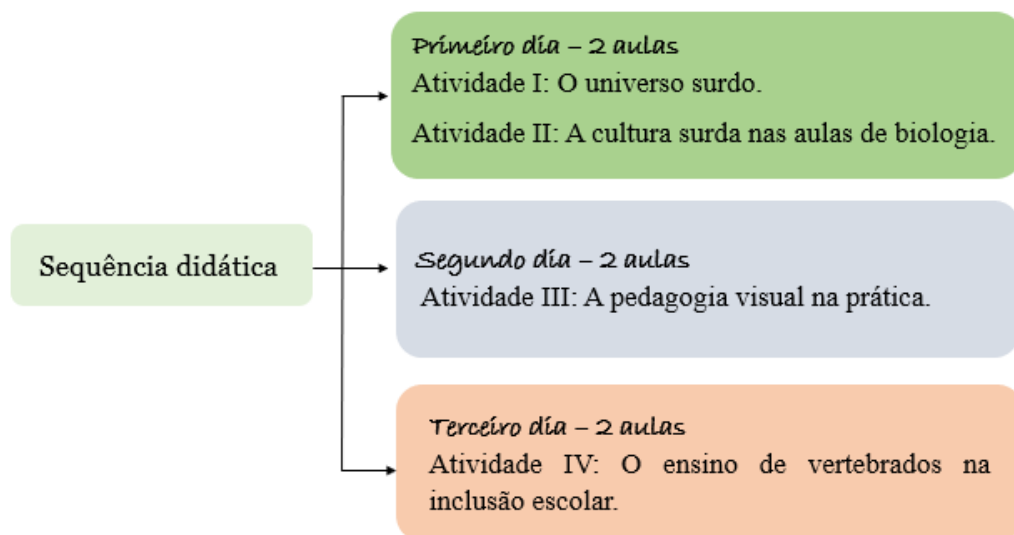 Primeiro dia – 2 aulas
Atividade I: O universo surdo.
Atividade II: A cultura surda nas aulas de biologia.
Sequência didática
Segundo dia – 2 aulas
Atividade III: A pedagogia visual na prática.
Terceiro dia – 2 aulas
Atividade IV: O ensino de vertebrados na
inclusão escolar.